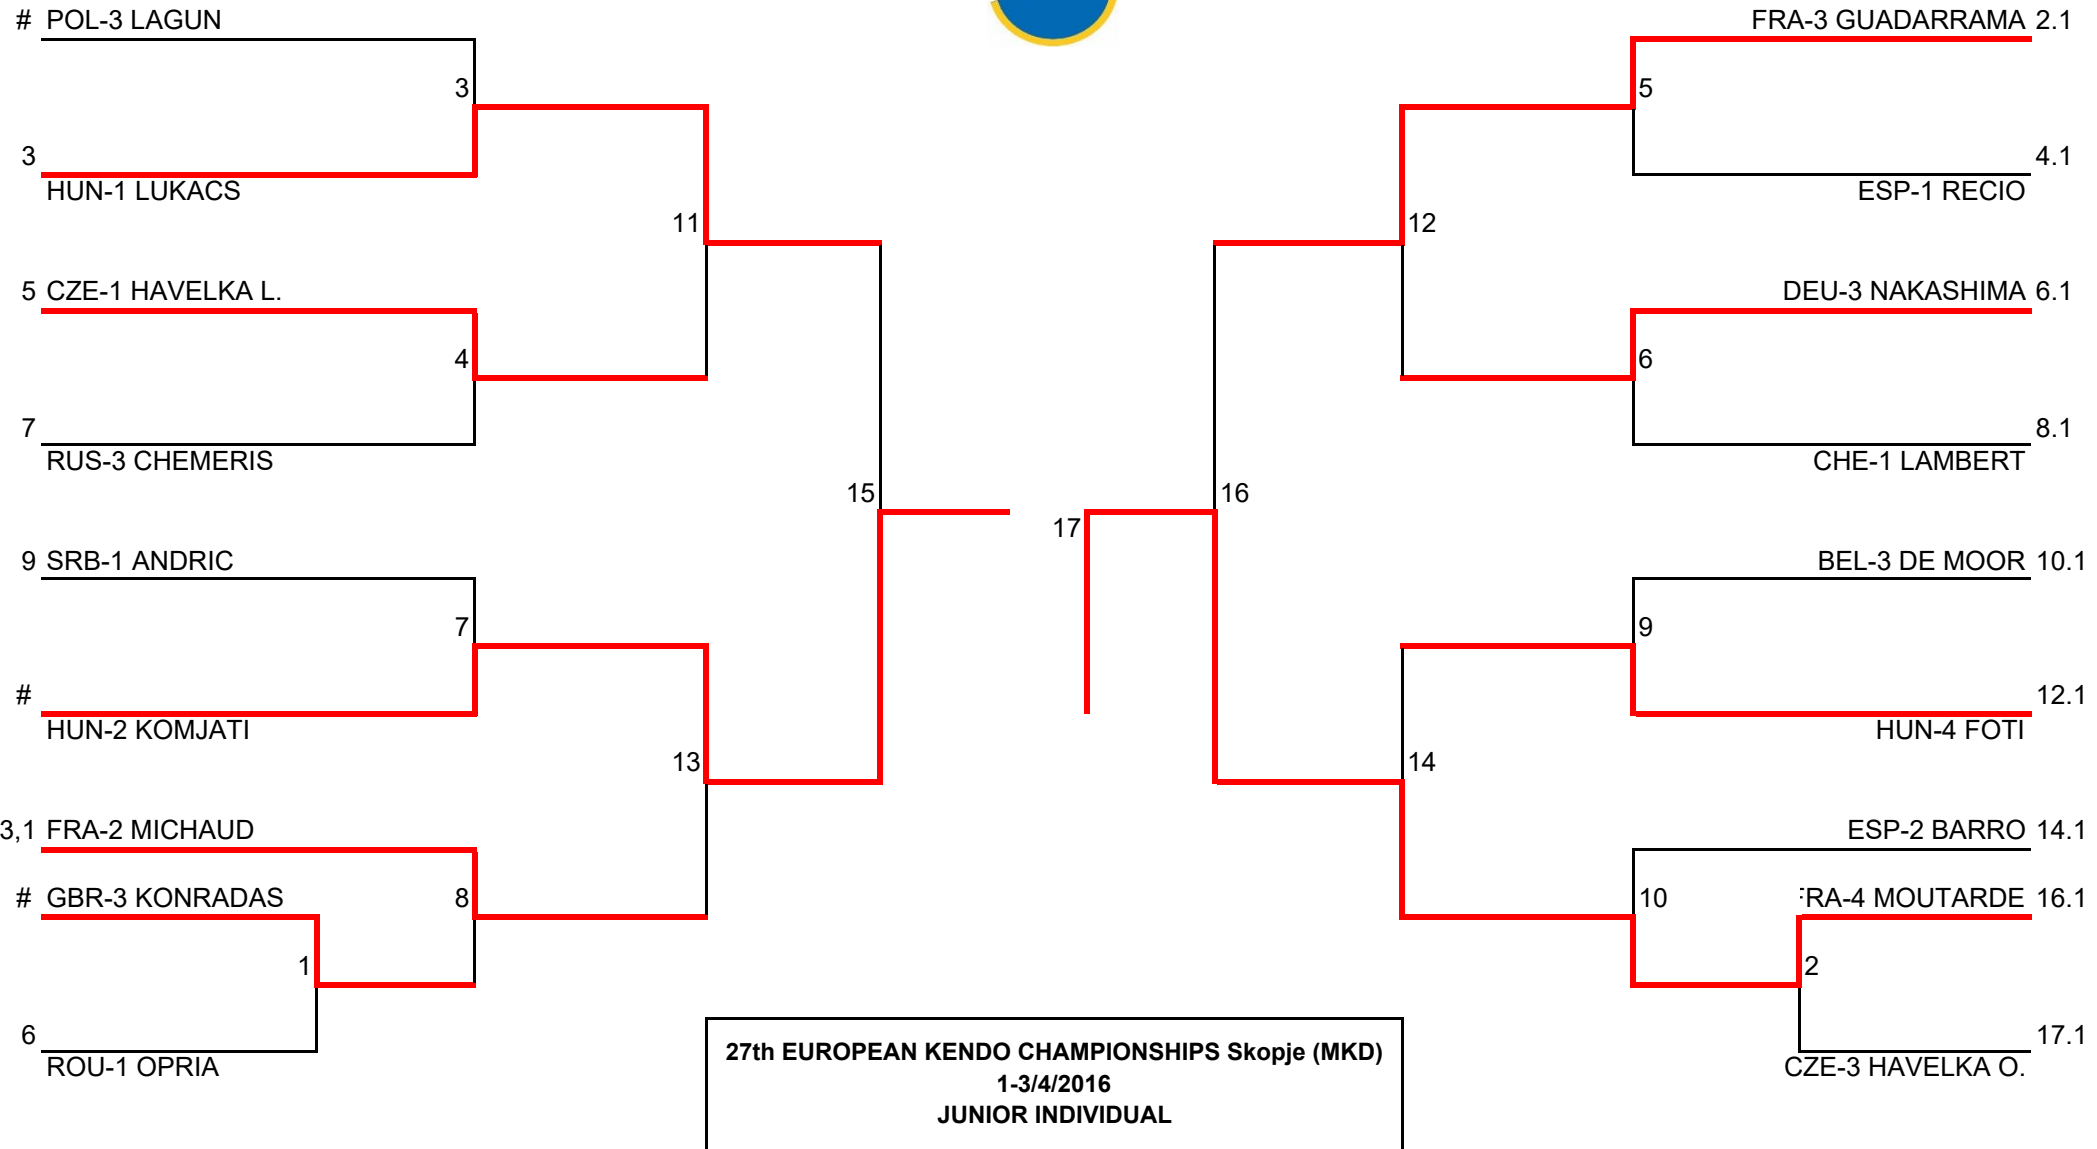 # POL-3 LAGUN
FRA-3 GUADARRAMA 2.1
3
5
3
4.1
HUN-1 LUKACS
ESP-1 RECIO
11
12
5 CZE-1 HAVELKA L.
DEU-3 NAKASHIMA 6.1
4
6
7
8.1
RUS-3 CHEMERIS
CHE-1 LAMBERT
15
16
17
9 SRB-1 ANDRIC
BEL-3 DE MOOR 10.1
7
9
#
12.1
HUN-2 KOMJATI
HUN-4 FOTI
13
14
3,1 FRA-2 MICHAUD
ESP-2 BARRO 14.1
# GBR-3 KONRADAS
8
10
RA-4 MOUTARDE 16.1
1
2
6
17.1
ROU-1 OPRIA
CZE-3 HAVELKA O.
27th EUROPEAN KENDO CHAMPIONSHIPS Skopje (MKD)
1-3/4/2016
JUNIOR INDIVIDUAL